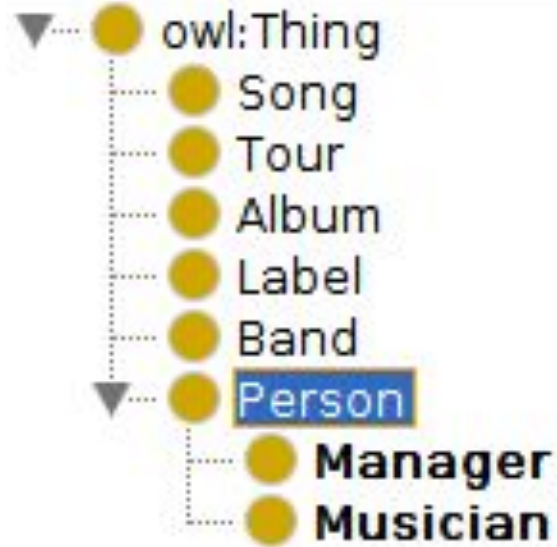 owl:Thing
Song
Tour
Album
Label
Band
Person
Manager
Musician